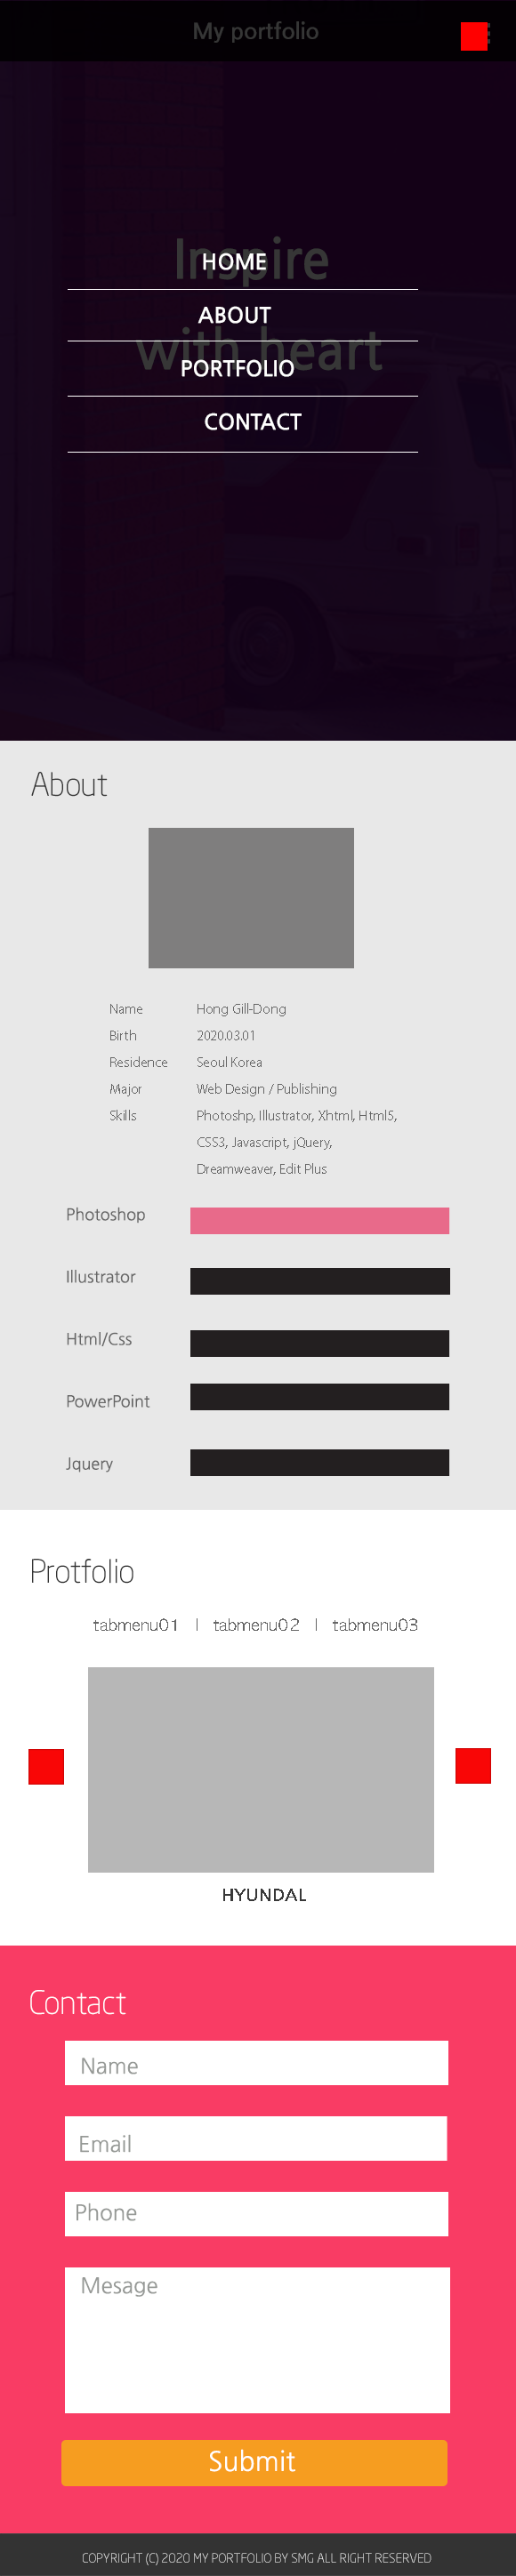 My portfolio
Inspire
with heart
HOME
ABOUT
PORTFOLIO
CONTACT
About
Name Hong Gill-Dong
Birth 2020.03.01
Residence Seoul Korea
Major Web Design / Publishing
Skills Photoshp, Illustrator, Xhtml, Html5,
CSS3, Javascript, jQuery,
Dreamweaver, Edit Plus
Photoshop
Illustrator
Html/Css
PowerPoint
Jquery
Protfolio
tabmenu01 | tabmenu02 | tabmenu03
HYUNDAL
Contact
Name
Email
Phone
Mesage
Submit
COPYRIGHT (C) 2020 MY PORTFOLIO BY SMG ALL RIGHT RESERVED